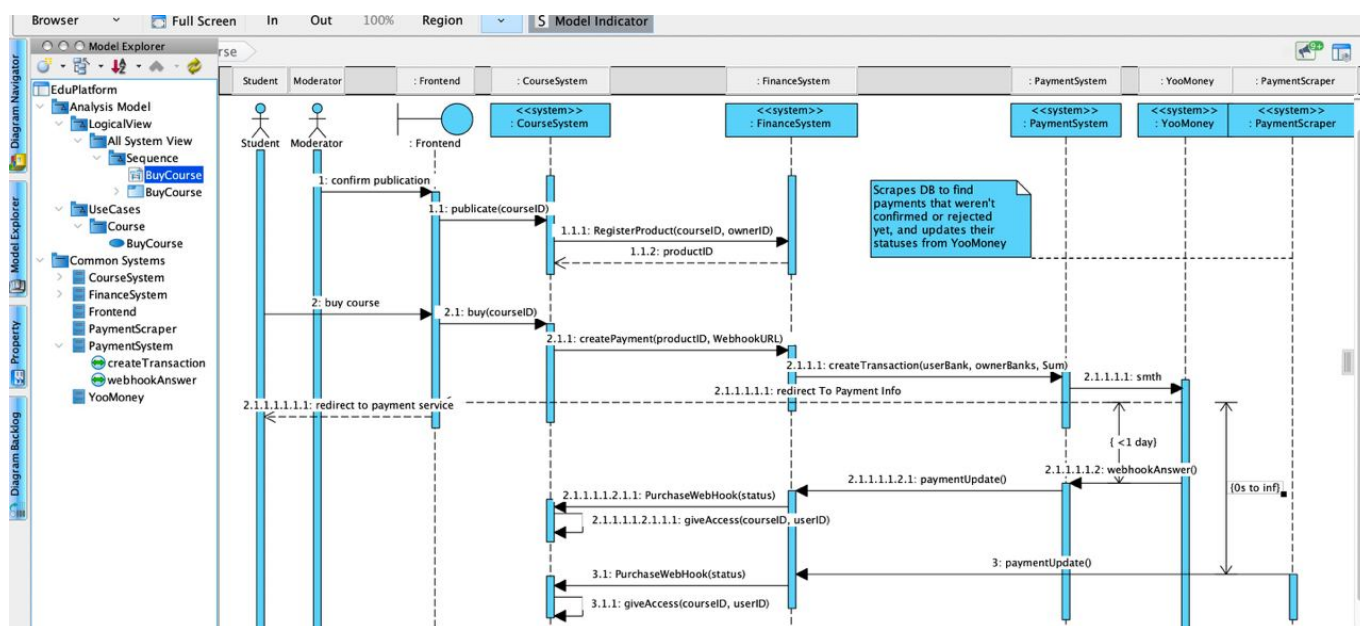 Browser Full Screen In Out 100% Region S Model Indicator
Model Explorer
rse
9+
Diagram Navigator
Model Explorer
Property
Diagram Backlog
EduPlatform
Analysis Model
LogicalView
All System View
Sequence
BuyCourse
BuyCourse
UseCases
Course
BuyCourse
Common Systems
CourseSystem
FinanceSystem
Frontend
PaymentScraper
PaymentSystem
createTransaction
webhookAnswer
YooMoney
Student Moderator : Frontend : CourseSystem : FinanceSystem : PaymentSystem : YooMoney : PaymentScraper
<<system>> <<system>> <<system>> <<system>> <<system>>
: CourseSystem : FinanceSystem : PaymentSystem : YooMoney : PaymentScraper
Student Moderator : Frontend
1: confirm publication
1.1: publicate(courseID)
1.1.1: RegisterProduct(courseID, ownerID)
1.1.2: productID
Scrapes DB to find
payments that weren't
confirmed or rejected
yet, and updates their
statuses from YooMoney
2: buy course
2.1: buy(courseID)
2.1.1: createPayment(productID, WebhookURL)
2.1.1.1: createTransaction(userBank, ownerBanks, Sum)
2.1.1.1.1: smth
2.1.1.1.1.1: redirect To Payment Info
2.1.1.1.1.1.1: redirect to payment service
{ <1 day}
2.1.1.1.1.2: webhookAnswer()
2.1.1.1.1.2.1: paymentUpdate()
{0s to inf}
2.1.1.1.1.2.1.1: PurchaseWebHook(status)
2.1.1.1.1.2.1.1.1: giveAccess(courseID, userID)
3: paymentUpdate()
3.1: PurchaseWebHook(status)
3.1.1: giveAccess(courseID, userID)